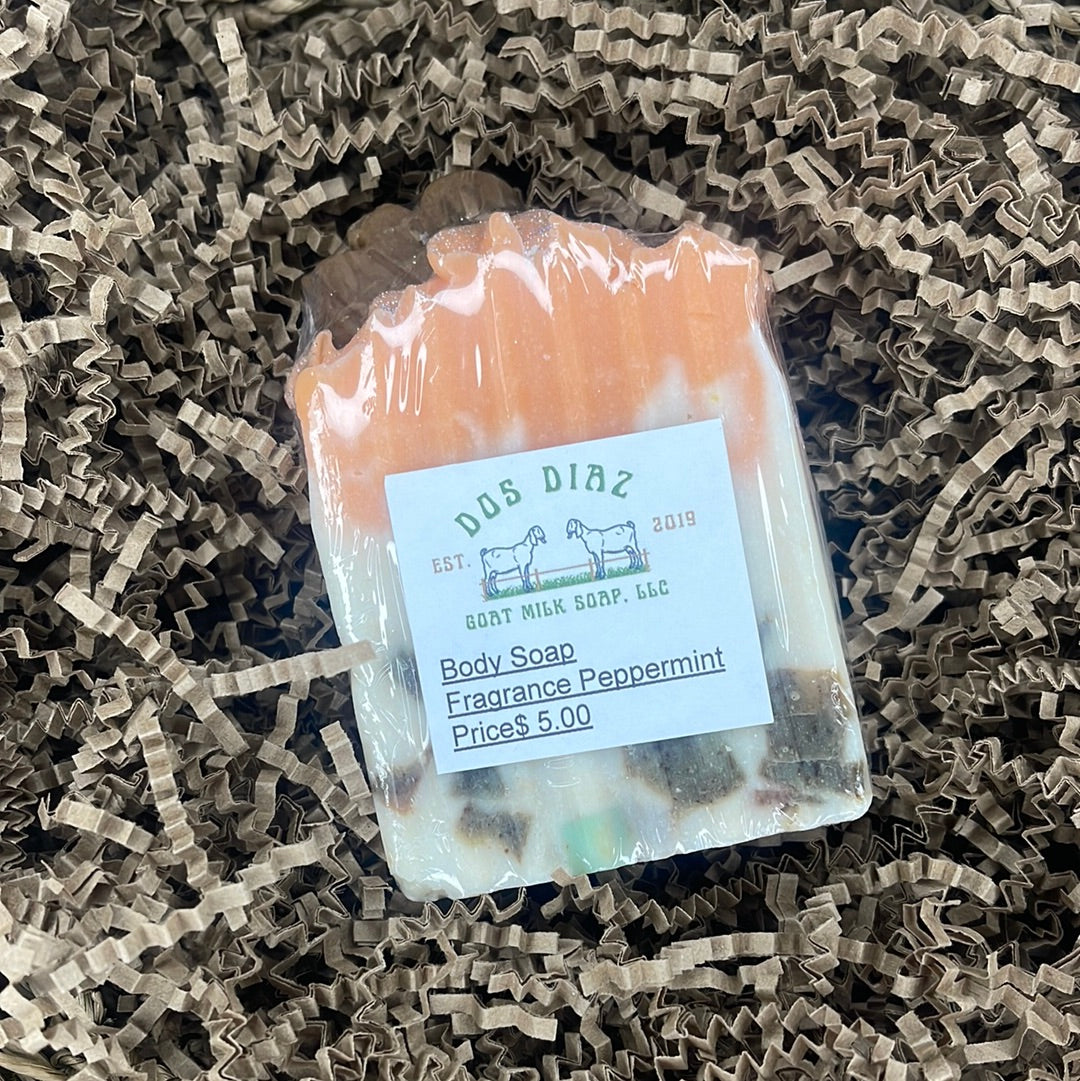 DOS DIAZ
EST. 2019
GOAT MILK SOAP, LLC
Body Soap
Fragrance Peppermint
Price$ 5.00